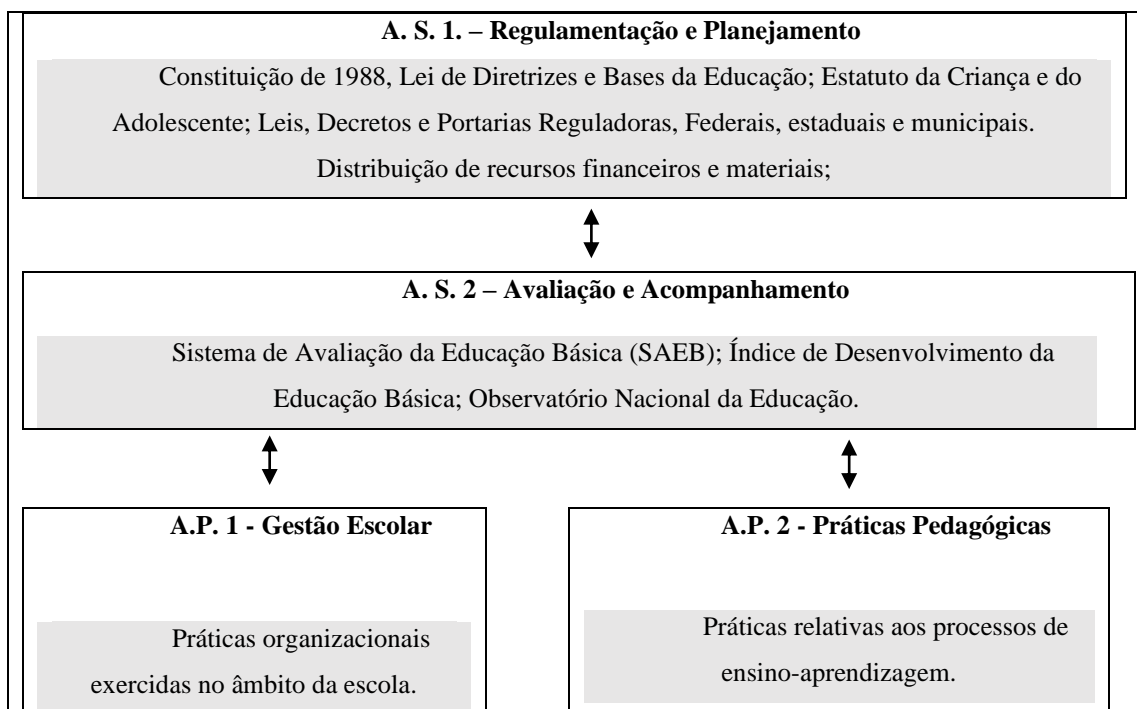 A. S. 1. – Regulamentação e Planejamento
Constituição de 1988, Lei de Diretrizes e Bases da Educação; Estatuto da Criança e do
Adolescente; Leis, Decretos e Portarias Reguladoras, Federais, estaduais e municipais.
Distribuição de recursos financeiros e materiais;
A. S. 2 – Avaliação e Acompanhamento
Sistema de Avaliação da Educação Básica (SAEB); Índice de Desenvolvimento da
Educação Básica; Observatório Nacional da Educação.
A.P. 1 - Gestão Escolar
Práticas organizacionais
exercidas no âmbito da escola.
A.P. 2 - Práticas Pedagógicas
Práticas relativas aos processos de
ensino-aprendizagem.